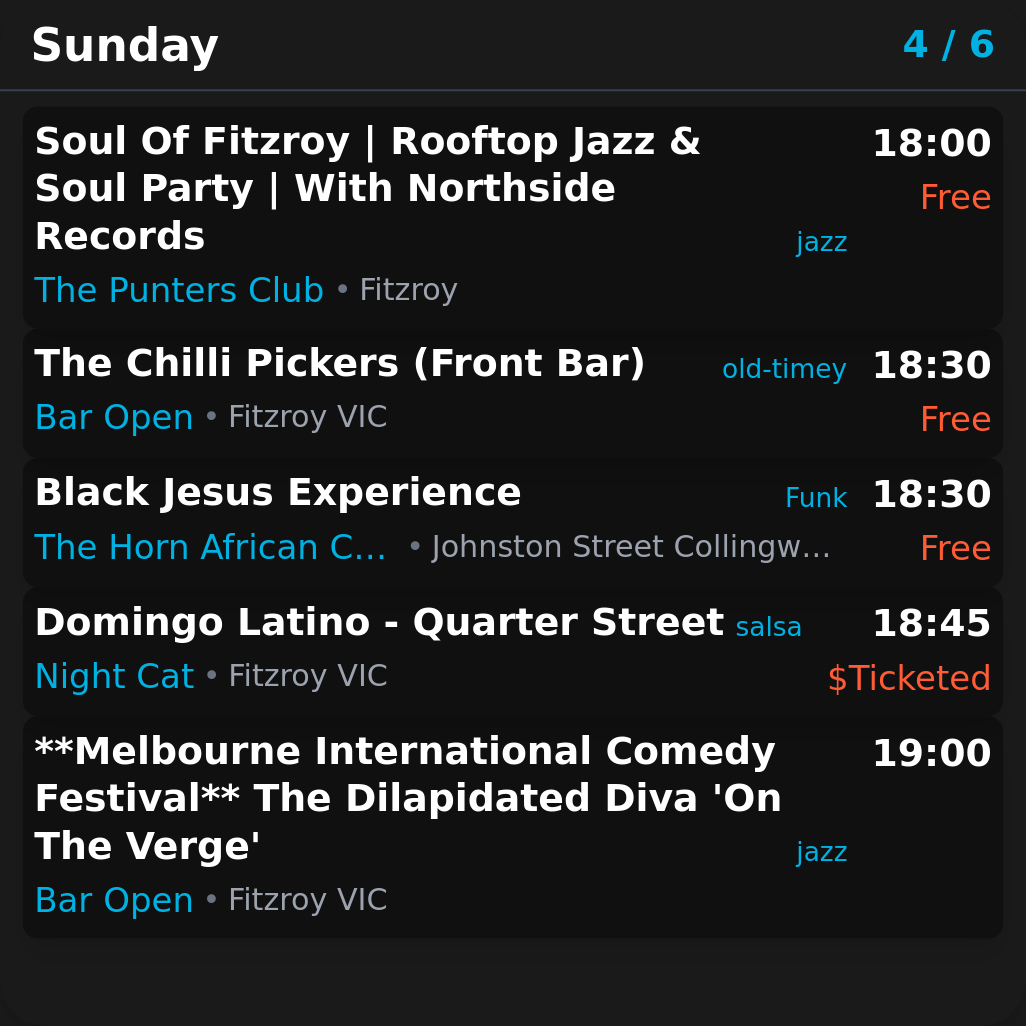 Sunday
4 / 6
Soul Of Fitzroy | Rooftop Jazz &
Soul Party | With Northside
Records
jazz
18:00
Free
The Punters Club • Fitzroy
The Chilli Pickers (Front Bar)
old-timey
18:30
Bar Open • Fitzroy VIC
Free
Black Jesus Experience
Funk
18:30
The Horn African C... • Johnston Street Collingw...
Free
Domingo Latino - Quarter Street
salsa
18:45
Night Cat • Fitzroy VIC
$Ticketed
**Melbourne International Comedy
Festival** The Dilapidated Diva 'On
The Verge'
jazz
19:00
Bar Open • Fitzroy VIC